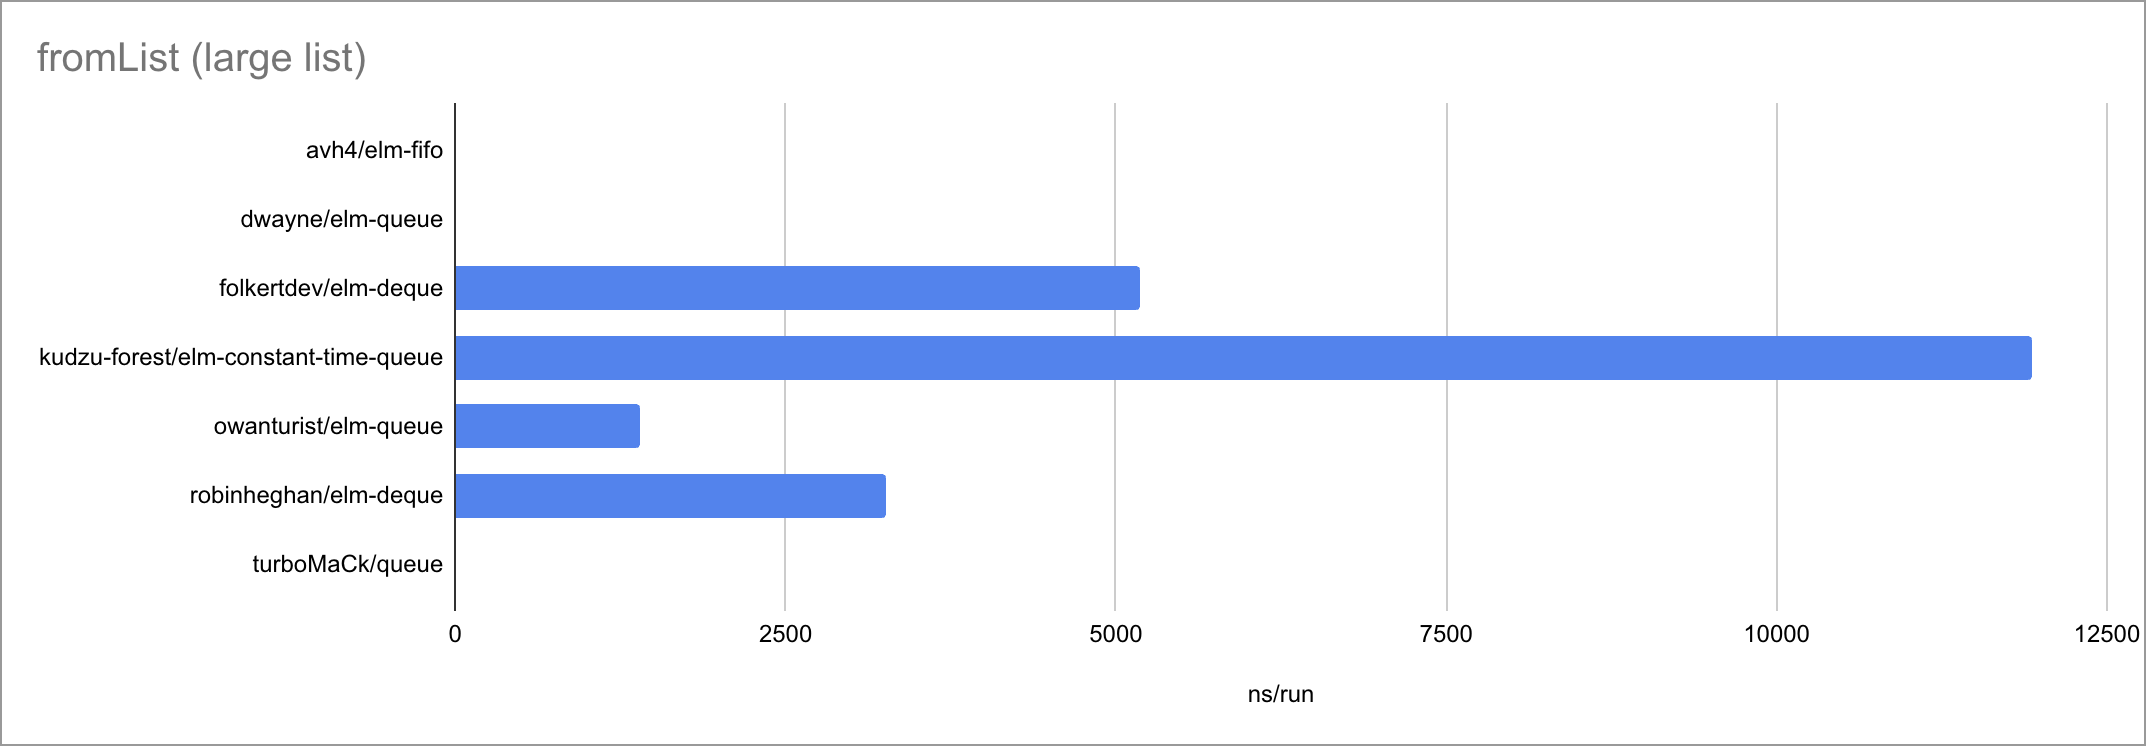 fromList (large list)
avh4/elm-fifo
dwayne/elm-queue
folkertdev/elm-deque
kudzu-forest/elm-constant-time-queue
owanturist/elm-queue
robinheghan/elm-deque
turboMaCk/queue
0 2500 5000 7500 10000 12500
ns/run